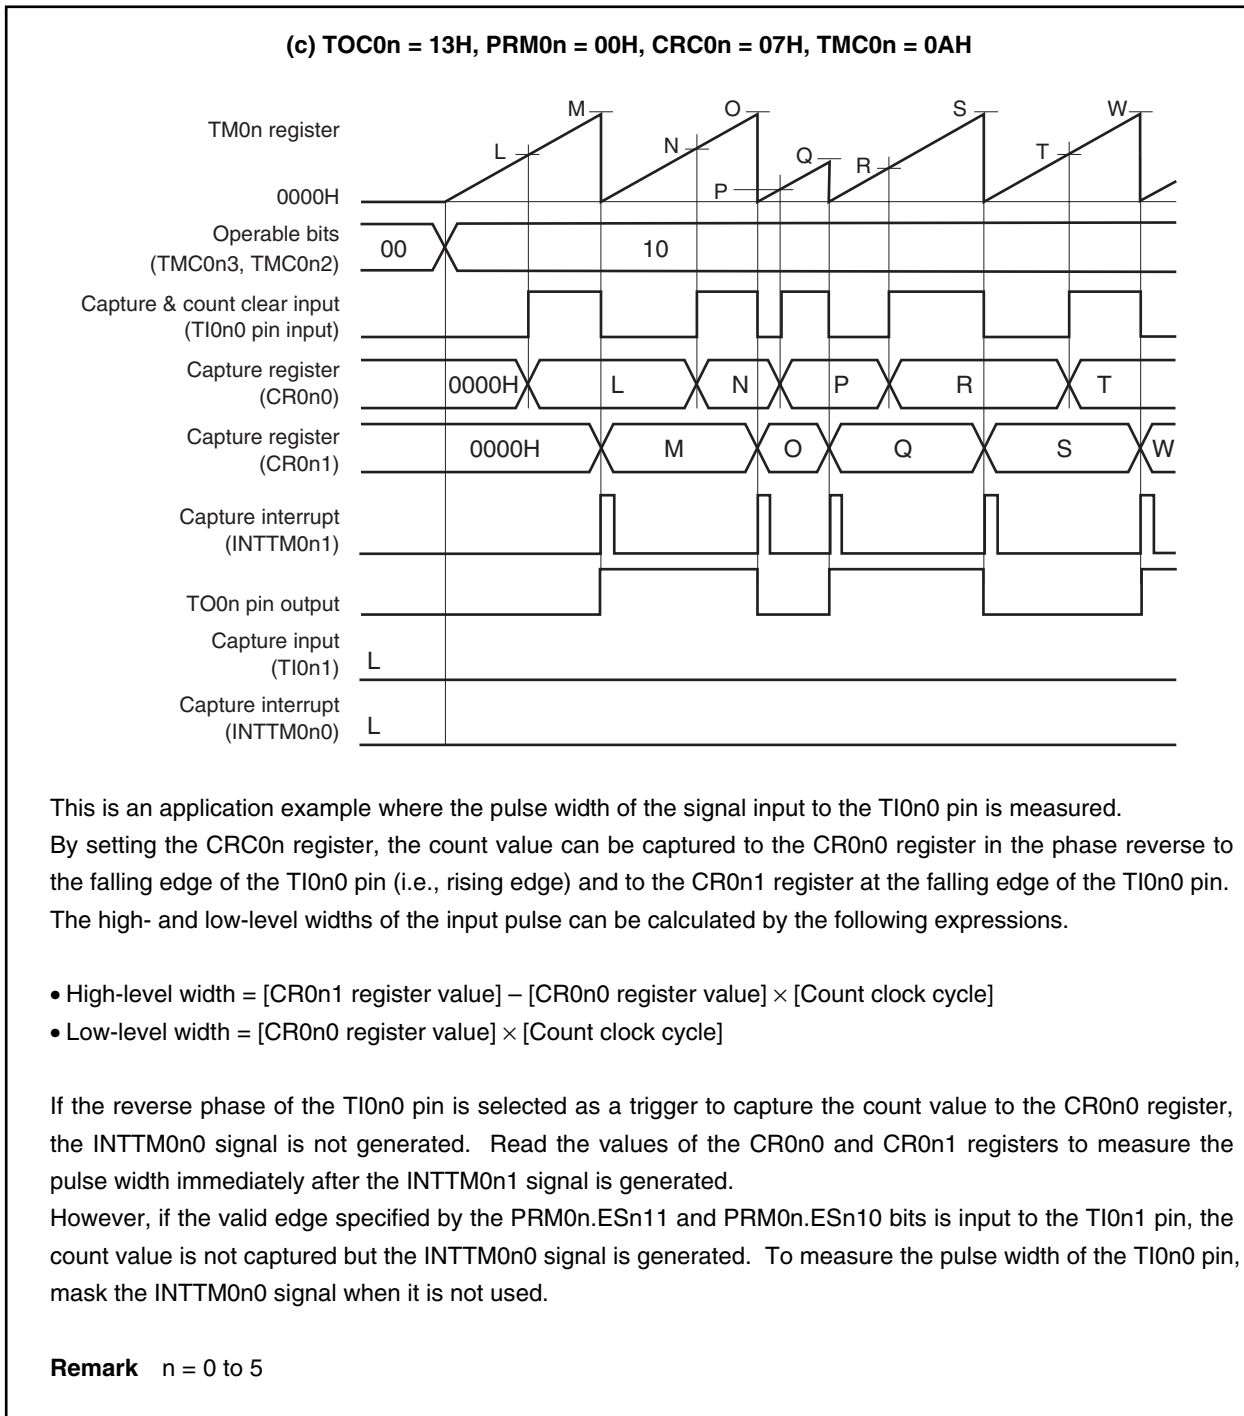 (c) TOC0n = 13H, PRM0n = 00H, CRC0n = 07H, TMC0n = 0AH
TM0n register
M
O
S
W
L
N
Q
R
T
P
0000H
Operable bits
(TMC0n3, TMC0n2)
00
10
Capture & count clear input
(TI0n0 pin input)
Capture register
(CR0n0)
0000H
L
N
P
R
T
Capture register
(CR0n1)
0000H
M
O
Q
S
W
Capture interrupt
(INTTM0n1)
TO0n pin output
Capture input
(TI0n1)
L
Capture interrupt
(INTTM0n0)
L
This is an application example where the pulse width of the signal input to the TI0n0 pin is measured.
By setting the CRC0n register, the count value can be captured to the CR0n0 register in the phase reverse to
the falling edge of the TI0n0 pin (i.e., rising edge) and to the CR0n1 register at the falling edge of the TI0n0 pin.
The high- and low-level widths of the input pulse can be calculated by the following expressions.
• High-level width = [CR0n1 register value] – [CR0n0 register value] × [Count clock cycle]
• Low-level width = [CR0n0 register value] × [Count clock cycle]
If the reverse phase of the TI0n0 pin is selected as a trigger to capture the count value to the CR0n0 register,
the INTTM0n0 signal is not generated. Read the values of the CR0n0 and CR0n1 registers to measure the
pulse width immediately after the INTTM0n1 signal is generated.
However, if the valid edge specified by the PRM0n.ESn11 and PRM0n.ESn10 bits is input to the TI0n1 pin, the
count value is not captured but the INTTM0n0 signal is generated. To measure the pulse width of the TI0n0 pin,
mask the INTTM0n0 signal when it is not used.
Remark n = 0 to 5